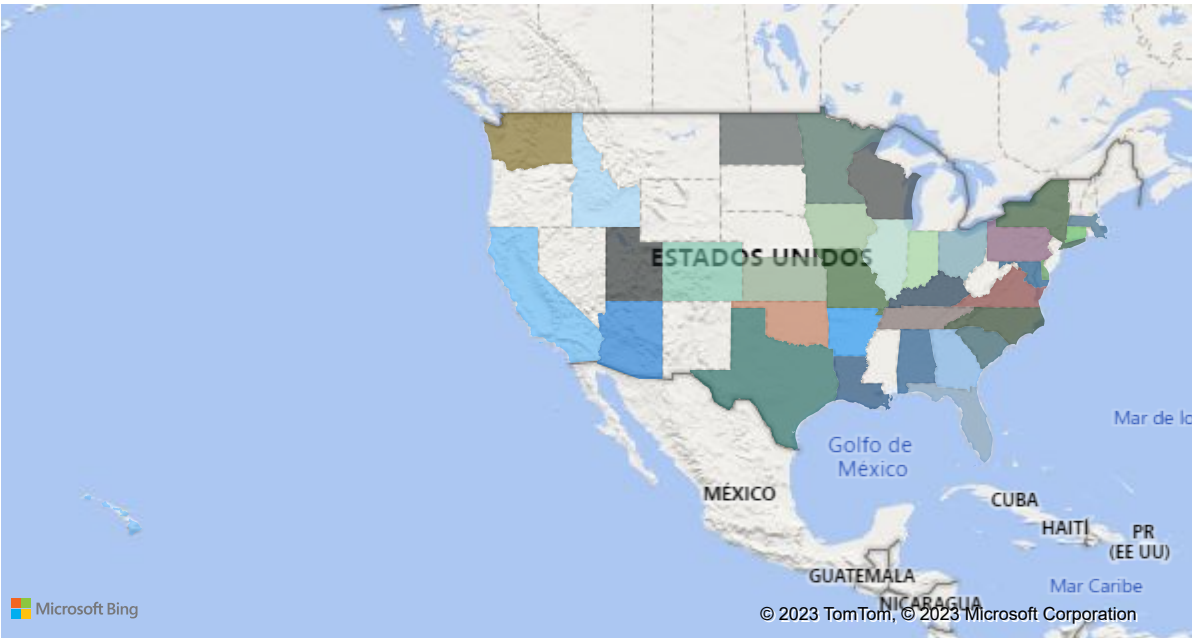 ESTADOS UNIDOS
Golfo de
México
Mar de lo
MÉXICO
CUBA
HAITÍ
PR
(EE UU)
GUATEMALA
Mar Caribe
NICARAGUA
Microsoft Bing
© 2023 TomTom, © 2023 Microsoft Corporation